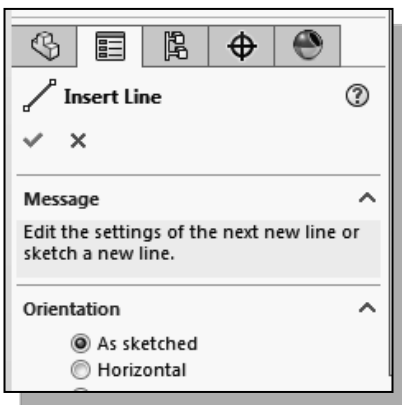 Insert Line
Message
Edit the settings of the next new line or
sketch a new line.
Orientation
As sketched
Horizontal